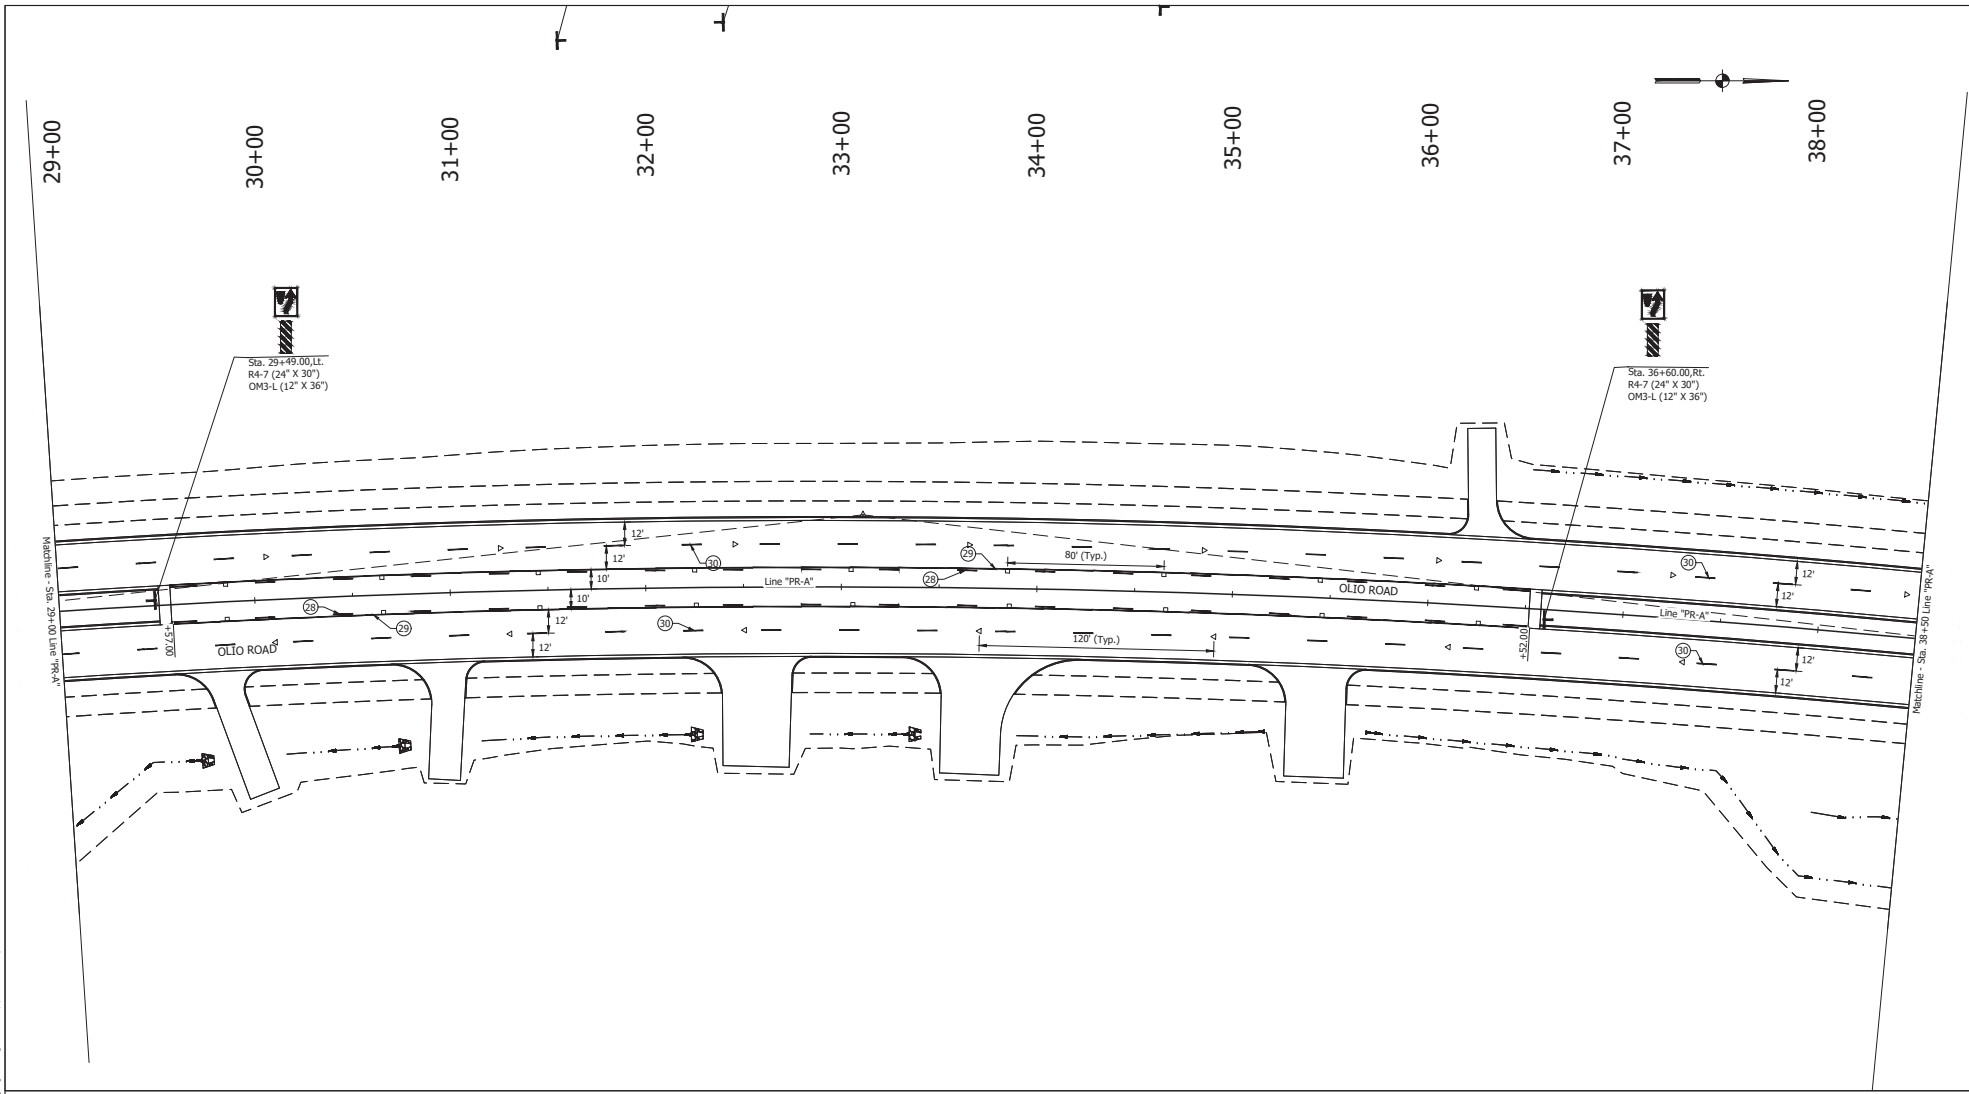 29+00
30+00
31+00
32+00
33+00
34+00
35+00
36+00
37+00
38+00
Sta. 29+49.00,Lt.
R4-7 (24" X 30")
OM3-L (12" X 36")
Sta. 36+60.00,Rt.
R4-7 (24" X 30")
OM3-L (12" X 36")
Matchline - Sta. 29+00 Line "PR-A"
Matchline - Sta. 38+50 Line "PR-A"
12'
12'
30
29
80' (Typ.)
30
12'
12'
10'
Line "PR-A"
28
OLIO ROAD
10'
28
29
12'
12'
30
120' (Typ.)
Line "PR-A"
+57.00
OLIO ROAD
+52.00
30
12'
12'